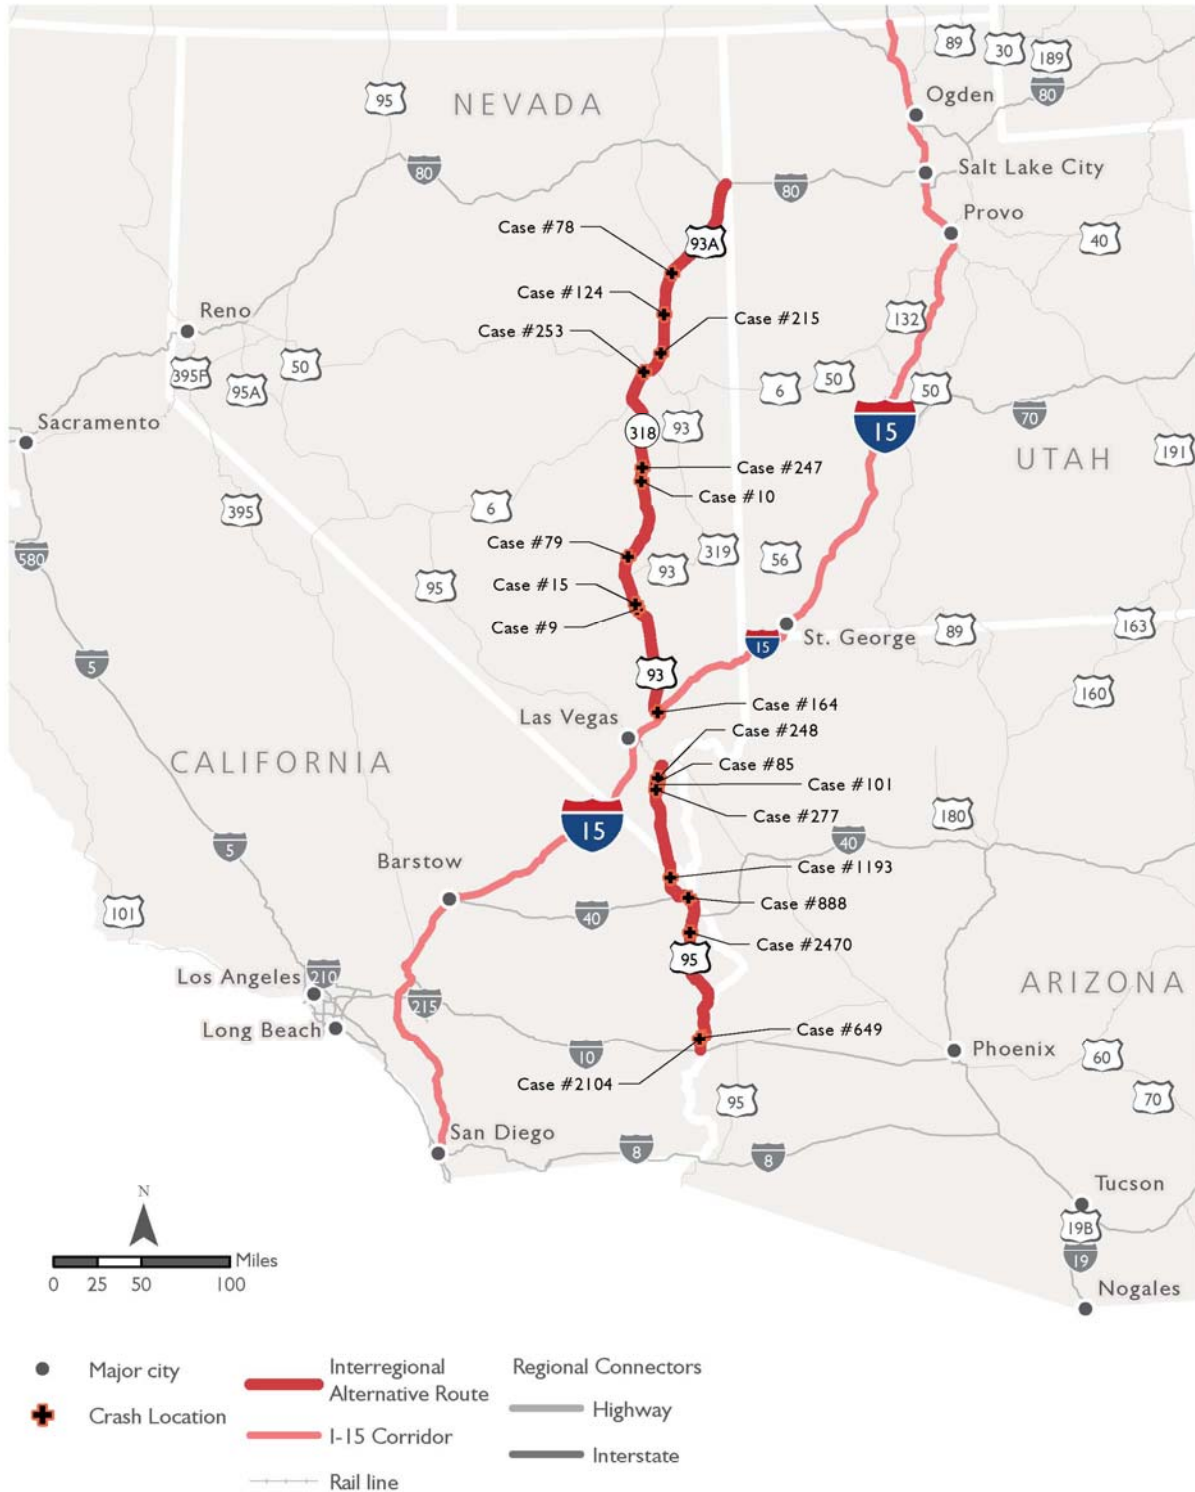 89
30
189
80
Ogden
95
NEVADA
80
Salt Lake City
80
Provo
Case #78
93A
40
Case #124
Reno
Case #215
132
Case #253
50
395F
95A
6
50
50
Sacramento
318
93
15
70
191
UTAH
Case #247
Case #10
6
395
Case #79
319
56
580
93
95
Case #15
Case #9
St. George
89
163
15
5
93
160
Case #164
Las Vegas
Case #248
CALIFORNIA
Case #85
Case #101
Case #277
180
15
40
5
Barstow
Case #1193
Case #888
101
40
Case #2470
95
Los Angeles
210
ARIZONA
215
Long Beach
Case #649
10
Phoenix
60
Case #2104
95
70
San Diego
8
8
Tucson
19B
N
19
Miles
0 25 50 100
Nogales
Major city
Crash Location
Interregional
Alternative Route
I-15 Corridor
Rail line
Regional Connectors
Highway
Interstate